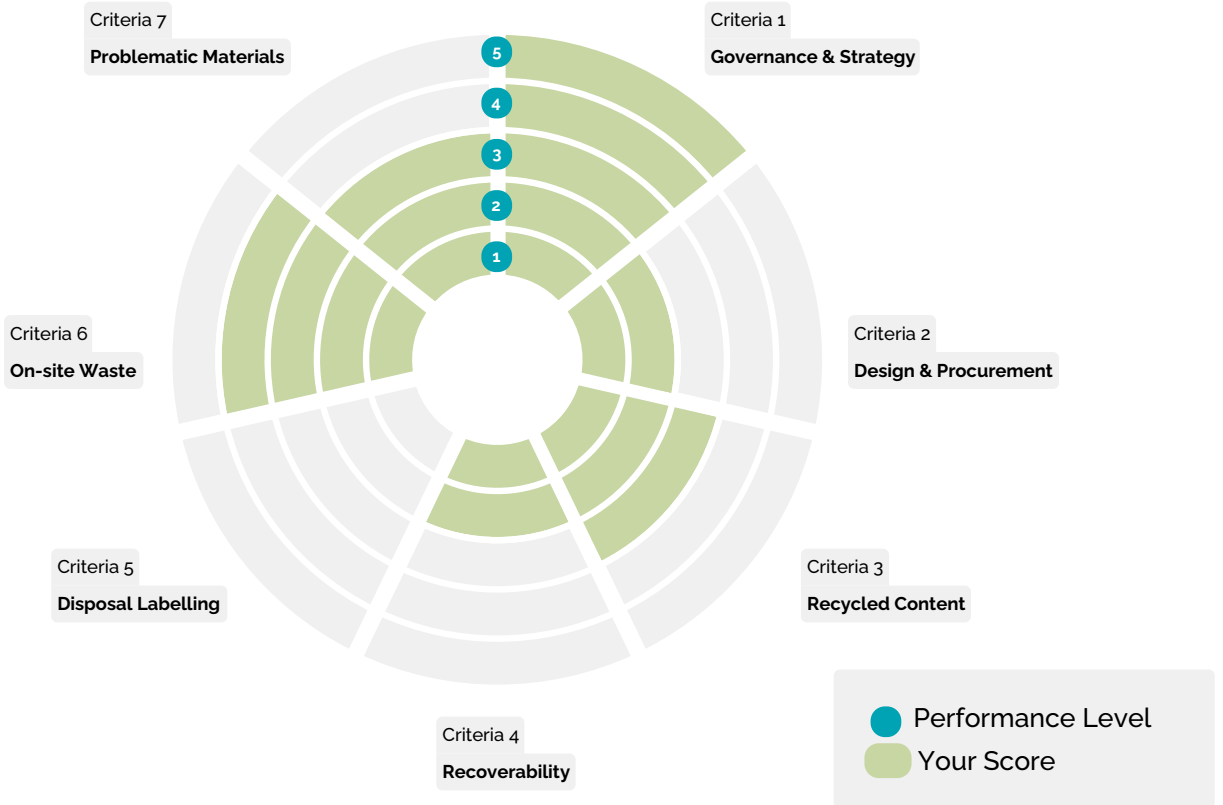 Criteria 7
Problematic Materials
Criteria 1
Governance & Strategy
5
4
3
2
1
Criteria 6
On-site Waste
Criteria 2
Design & Procurement
Criteria 5
Disposal Labelling
Criteria 3
Recycled Content
Criteria 4
Recoverability
Performance Level
Your Score